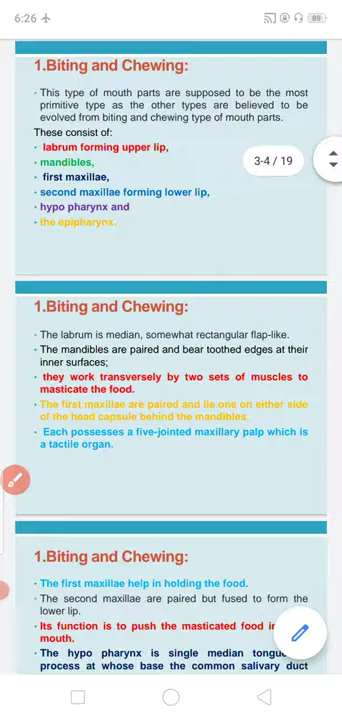 6:26
89
1.Biting and Chewing:
• This type of mouth parts are supposed to be the most
primitive type as the other types are believed to be
evolved from biting and chewing type of mouth parts.
These consist of:
• labrum forming upper lip,
• mandibles,
3-4 / 19
• first maxillae,
• second maxillae forming lower lip,
• hypo pharynx and
• the epipharynx.
1.Biting and Chewing:
• The labrum is median, somewhat rectangular flap-like.
• The mandibles are paired and bear toothed edges at their
inner surfaces;
• they work transversely by two sets of muscles to
masticate the food.
• The first maxillae are paired and lie one on either side
of the head capsule behind the mandibles.
• Each possesses a five-jointed maxillary palp which is
a tactile organ.
1.Biting and Chewing:
• The first maxillae help in holding the food.
• The second maxillae are paired but fused to form the
lower lip.
• Its function is to push the masticated food
mouth.
• The hypo pharynx is single median
process at whose base the common salivary duct